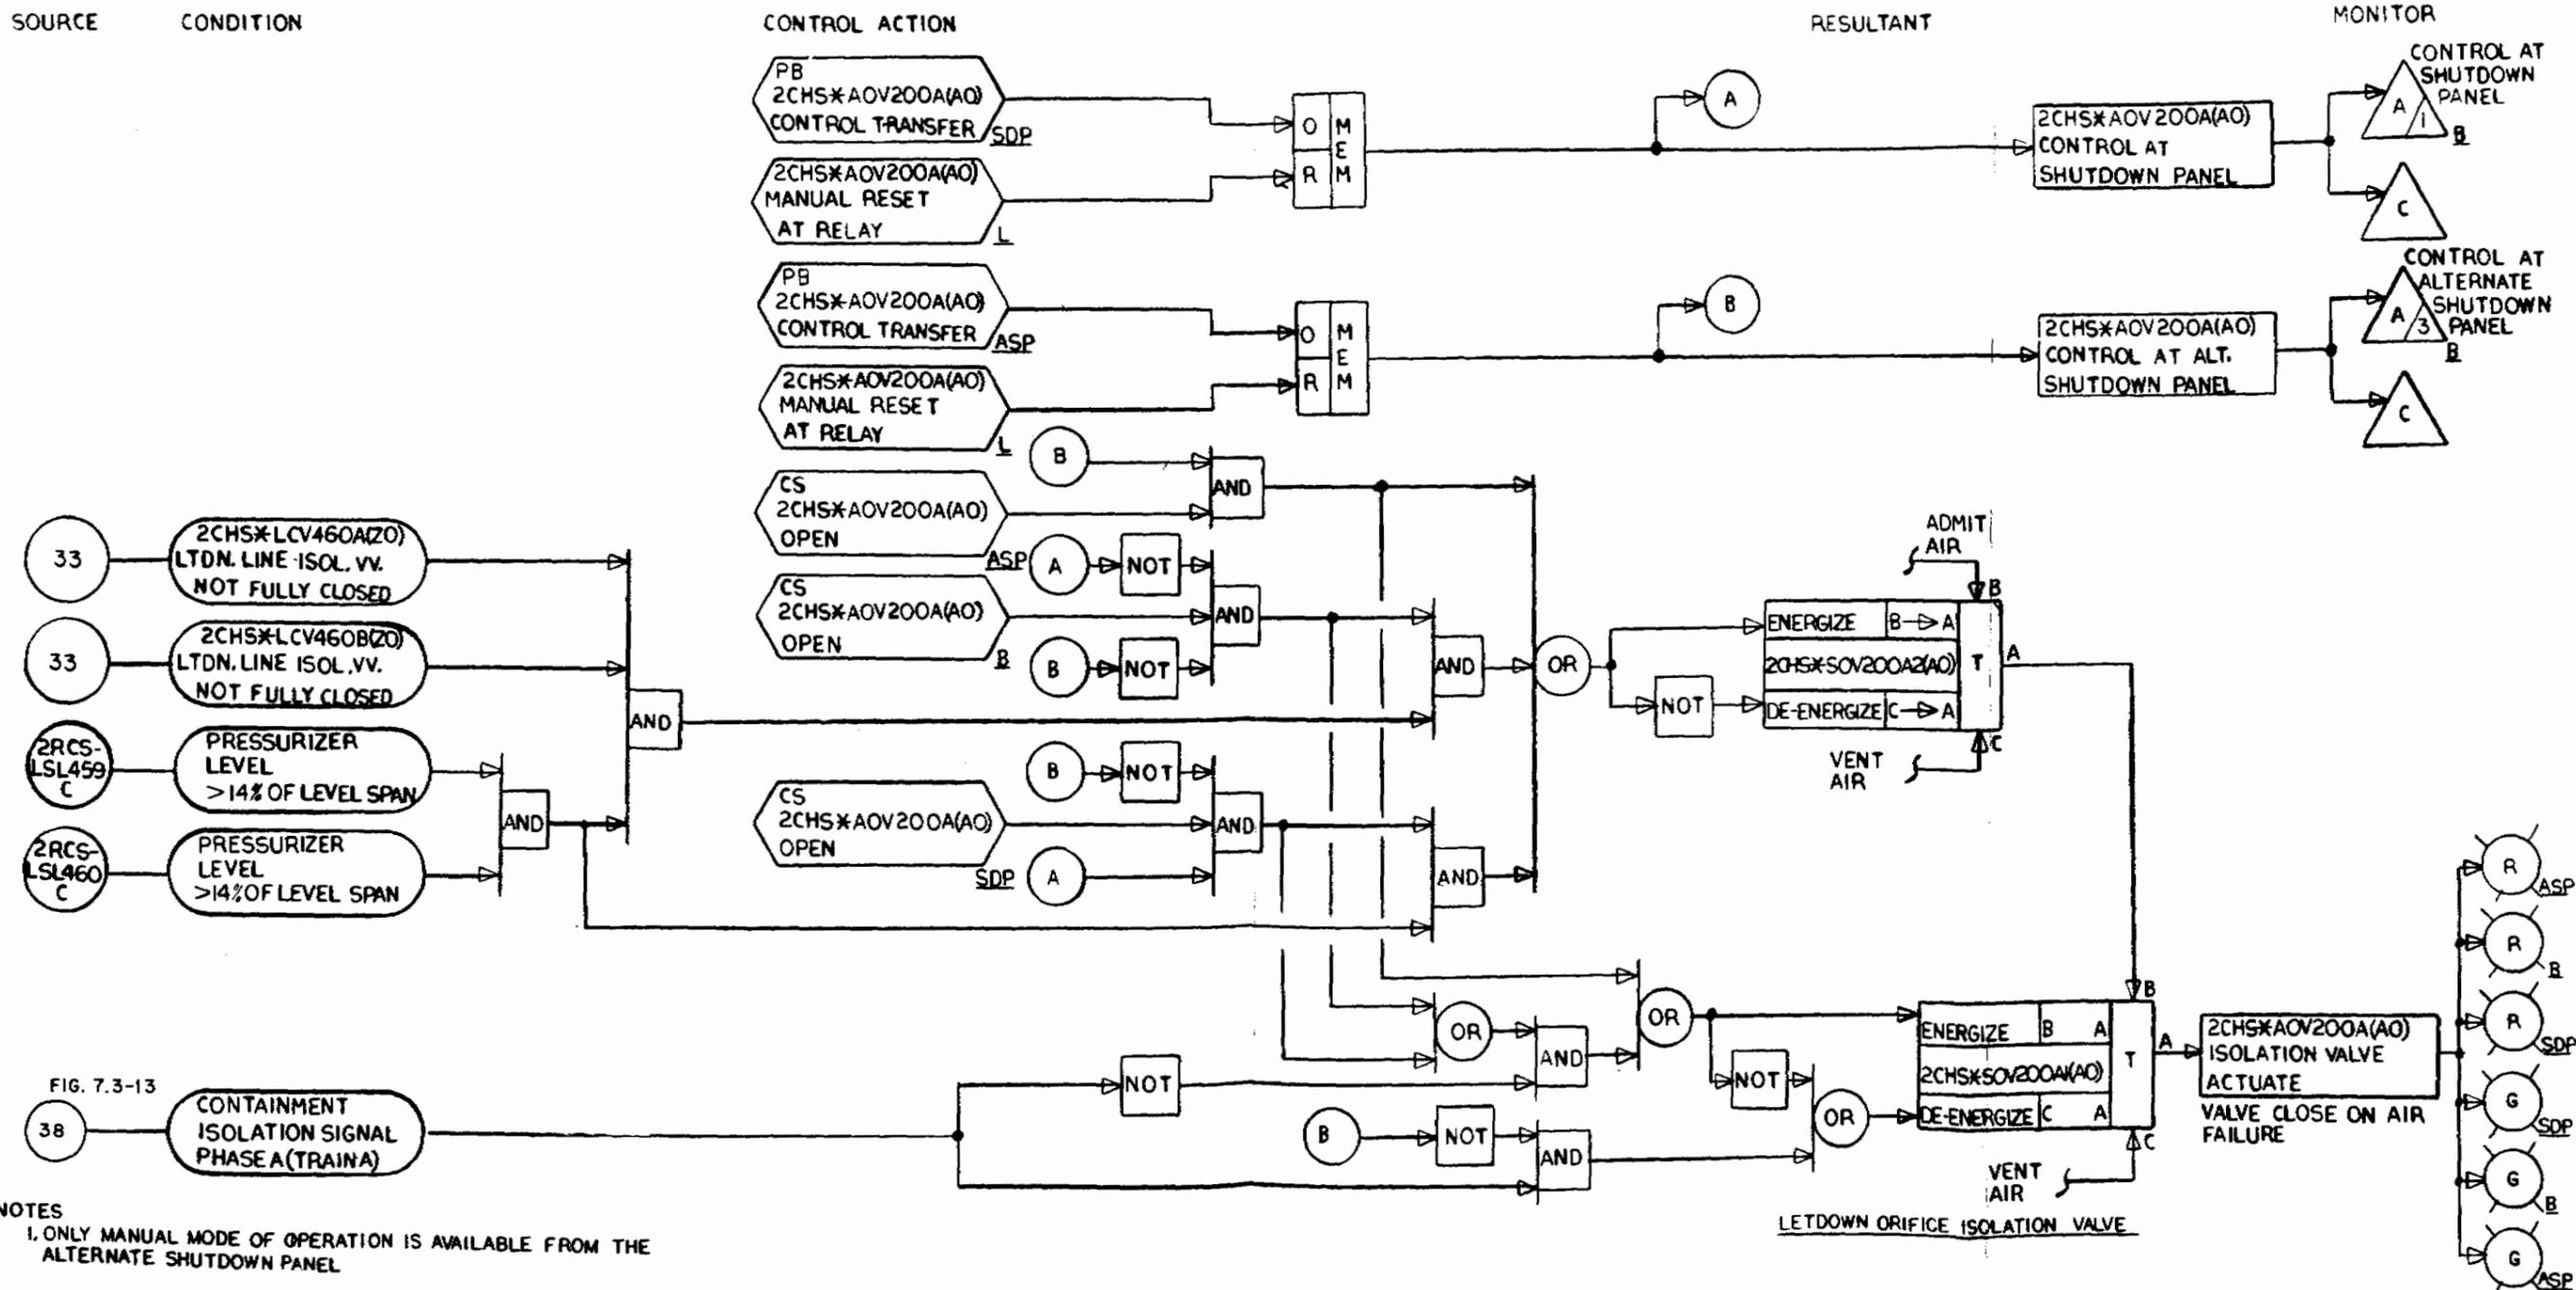 SOURCE CONDITION CONTROL ACTION RESULTANT MONITOR
PB
2CHS*AOV200A(AO)
CONTROL TRANSFER
SDP
2CHS*AOV200A(AO)
MANUAL RESET
AT RELAY
L
O
R
MEM
A
2CHS*AOV200A(AO)
CONTROL AT
SHUTDOWN PANEL
CONTROL AT
SHUTDOWN
PANEL
A 1
B
C
PB
2CHS*AOV200A(AO)
CONTROL TRANSFER
ASP
2CHS*AOV200A(AO)
MANUAL RESET
AT RELAY
L
O
R
MEM
B
2CHS*AOV200A(AO)
CONTROL AT ALT.
SHUTDOWN PANEL
CONTROL AT
ALTERNATE
SHUTDOWN
PANEL
A 3
B
C
B
CS
2CHS*AOV200A(AO)
OPEN
ASP
AND
A
NOT
CS
2CHS*AOV200A(AO)
OPEN
B
AND
B
NOT
33
2CHS*LCV460A(ZO)
LTDN. LINE ISOL. VV.
NOT FULLY CLOSED
33
2CHS*LCV460B(ZO)
LTDN. LINE ISOL. VV.
NOT FULLY CLOSED
AND
2RCS-
LSL459
C
PRESSURIZER
LEVEL
>14% OF LEVEL SPAN
2RCS-
LSL460
C
PRESSURIZER
LEVEL
>14% OF LEVEL SPAN
AND
AND
OR
B
NOT
CS
2CHS*AOV200A(AO)
OPEN
SDP
A
AND
AND
ADMIT
AIR
B
ENERGIZE B A
2CHS*SOV200A2(AO)
DE-ENERGIZE C A
T
A
NOT
C
VENT
AIR
OR
AND
OR
NOT
NOT
OR
B
NOT
AND
FIG. 7.3-13
38
CONTAINMENT
ISOLATION SIGNAL
PHASE A (TRAIN A)
B
ENERGIZE B A
2CHS*SOV200A1(AO)
DE-ENERGIZE C A
T
A
C
VENT
AIR
2CHS*AOV200A(AO)
ISOLATION VALVE
ACTUATE
VALVE CLOSE ON AIR
FAILURE
R
ASP
R
B
R
SDP
G
SDP
G
B
G
ASP
LETDOWN ORIFICE ISOLATION VALVE
NOTES
1. ONLY MANUAL MODE OF OPERATION IS AVAILABLE FROM THE
ALTERNATE SHUTDOWN PANEL